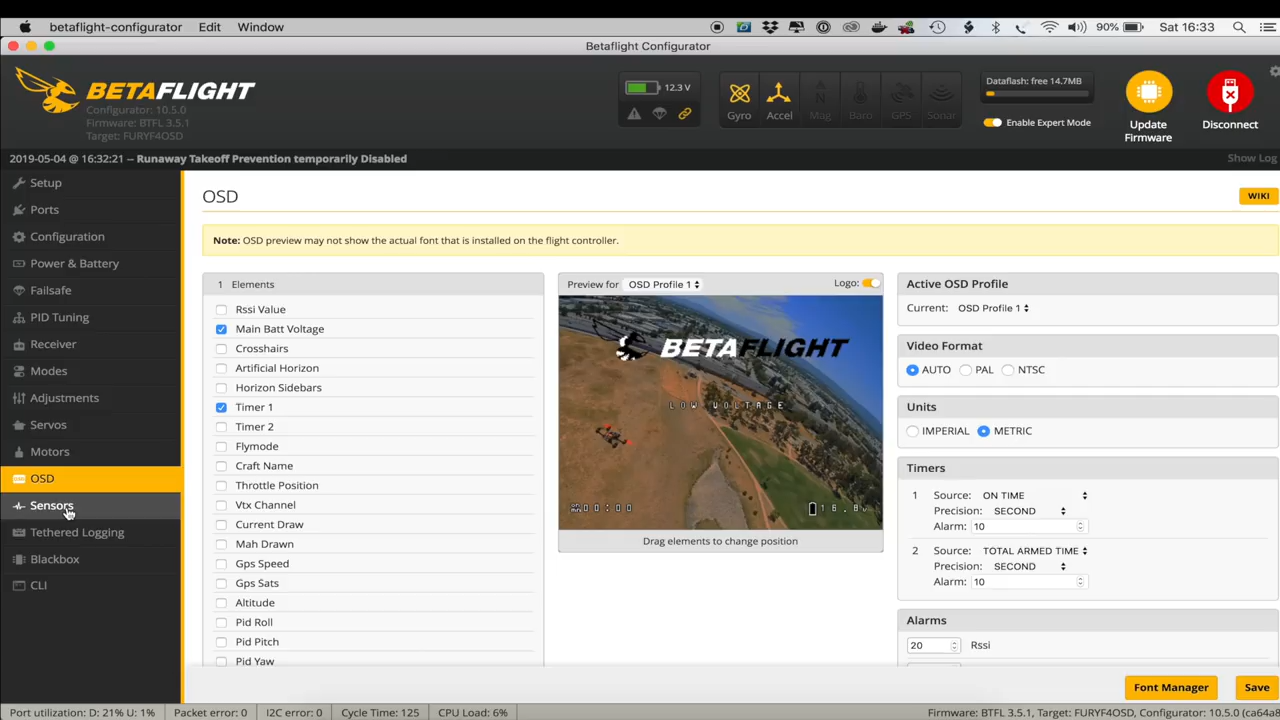 betaflight-configurator Edit Window 90% Sat 16:33
Betaflight Configurator
BETAFLIGHT
Configurator: 10.5.0
Firmware: BTFL 3.5.1
Target: FURYF4OSD
12.3 V
Gyro Accel Mag Baro GPS Sonar
Dataflash: free 14.7MB
Enable Expert Mode
Update Firmware
Disconnect
2019-05-04 @ 16:32:21 -- Runaway Takeoff Prevention temporarily Disabled Show Log
Setup
Ports
Configuration
Power & Battery
Failsafe
PID Tuning
Receiver
Modes
Adjustments
Servos
Motors
OSD
Sensors
Tethered Logging
Blackbox
CLI
OSD WIKI
Note: OSD preview may not show the actual font that is installed on the flight controller.
1 Elements
Rssi Value
Main Batt Voltage
Crosshairs
Artificial Horizon
Horizon Sidebars
Timer 1
Timer 2
Flymode
Craft Name
Throttle Position
Vtx Channel
Current Draw
Mah Drawn
Gps Speed
Gps Sats
Altitude
Pid Roll
Pid Pitch
Pid Yaw
Preview for OSD Profile 1 Logo:
BETAFLIGHT
LOW VOLTAGE
00:00 16.8V
Drag elements to change position
Active OSD Profile
Current: OSD Profile 1
Video Format
AUTO PAL NTSC
Units
IMPERIAL METRIC
Timers
1 Source: ON TIME
Precision: SECOND
Alarm: 10
2 Source: TOTAL ARMED TIME
Precision: SECOND
Alarm: 10
Alarms
20 Rssi
Font Manager Save
Port utilization: D: 21% U: 1% Packet error: 0 I2C error: 0 Cycle Time: 125 CPU Load: 6% Firmware: BTFL 3.5.1, Target: FURYF4OSD, Configurator: 10.5.0 (ca64a8